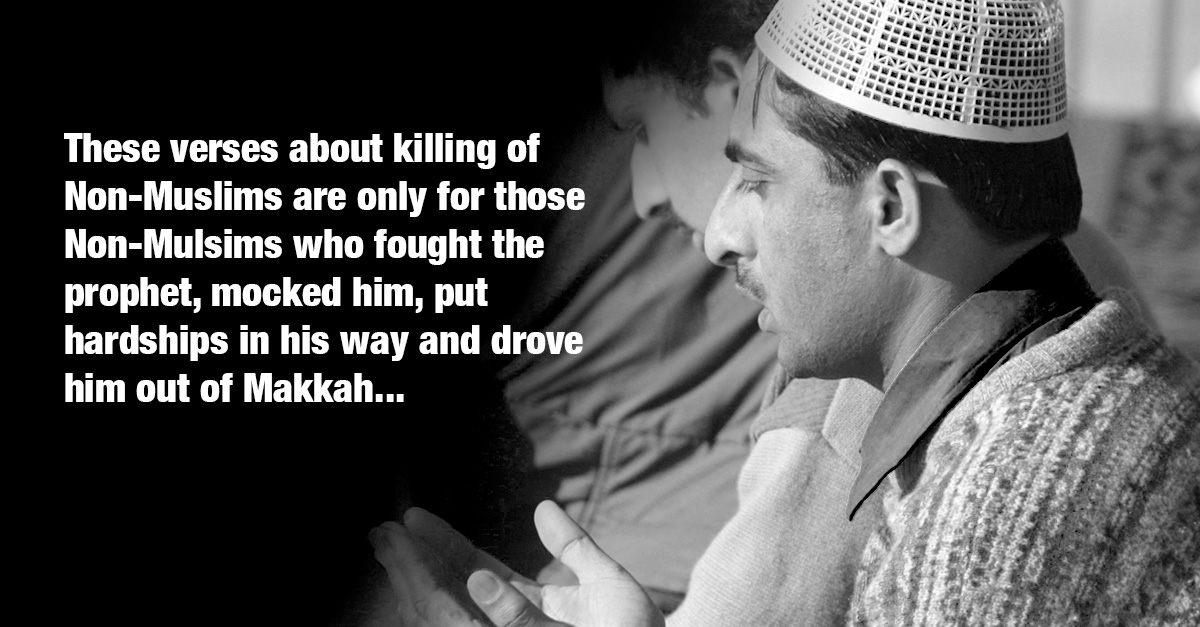 These verses about killing of
Non-Muslims are only for those
Non-Mulsims who fought the
prophet, mocked him, put
hardships in his way and drove
him out of Makkah...